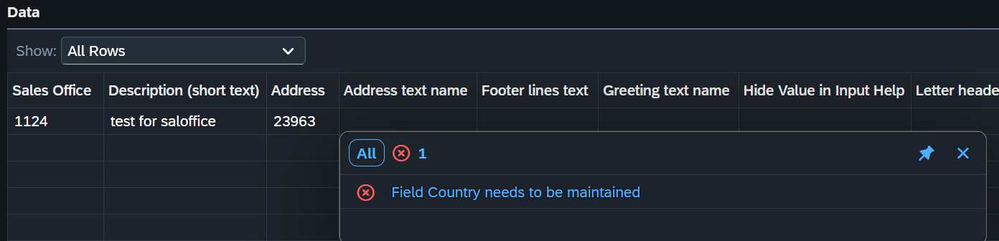 Data
Show: All Rows
Sales Office Description (short text) Address Address text name Footer lines text Greeting text name Hide Value in Input Help Letter heade
1124 test for saloffice 23963
All 1
Field Country needs to be maintained